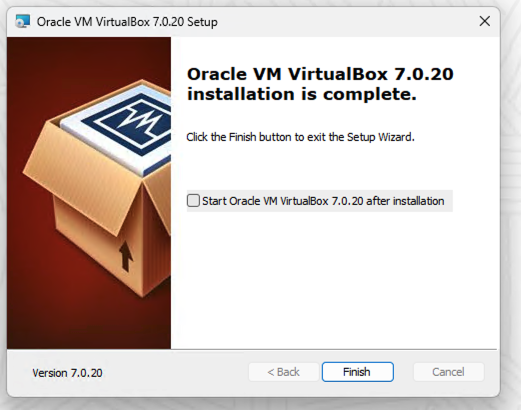 Oracle VM VirtualBox 7.0.20 Setup
Oracle VM VirtualBox 7.0.20
installation is complete.
Click the Finish button to exit the Setup Wizard.
Start Oracle VM VirtualBox 7.0.20 after installation
Version 7.0.20
< Back
Finish
Cancel